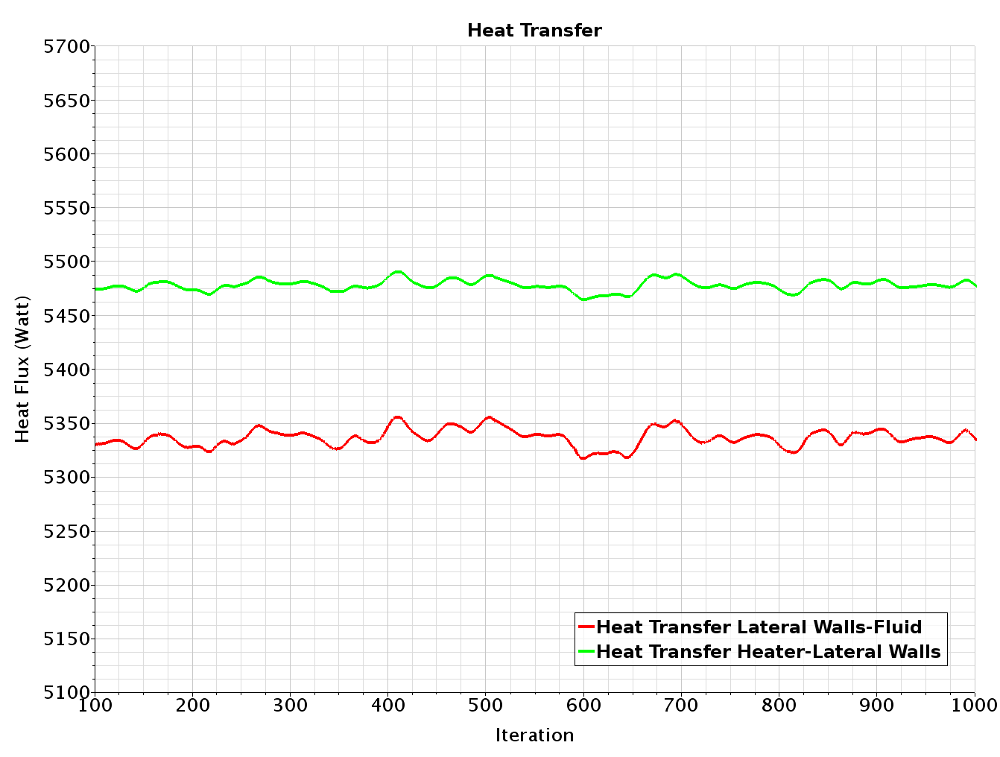 Heat Transfer
5700
5650
5600
5550
5500
5450
5400
5350
5300
5250
5200
5150
5100
Heat Flux (Watt)
Heat Transfer Lateral Walls-Fluid
Heat Transfer Heater-Lateral Walls
100 200 300 400 500 600 700 800 900 1000
Iteration